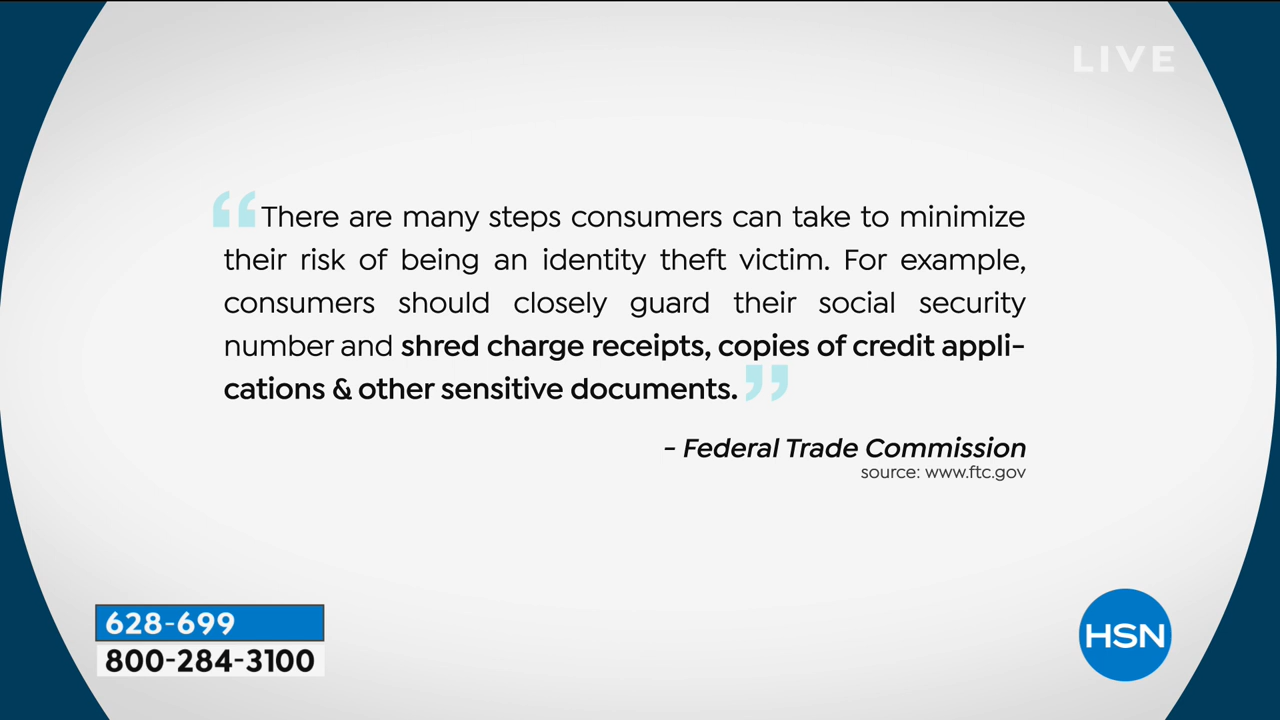 LIVE
“There are many steps consumers can take to minimize
their risk of being an identity theft victim. For example,
consumers should closely guard their social security
number and shred charge receipts, copies of credit appli-
cations & other sensitive documents.”
- Federal Trade Commission
source: www.ftc.gov
628-699
800-284-3100
HSN